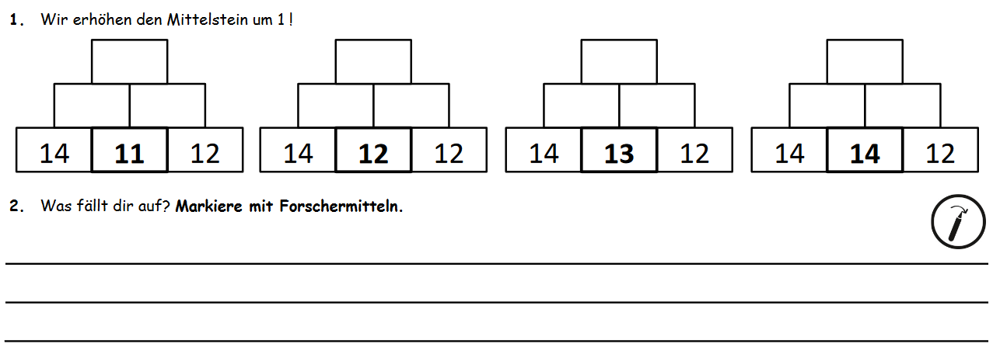 1. Wir erhöhen den Mittelstein um 1 !
14 11 12 14 12 12 14 13 12 14 14 12
2. Was fällt dir auf? Markiere mit Forschermitteln.